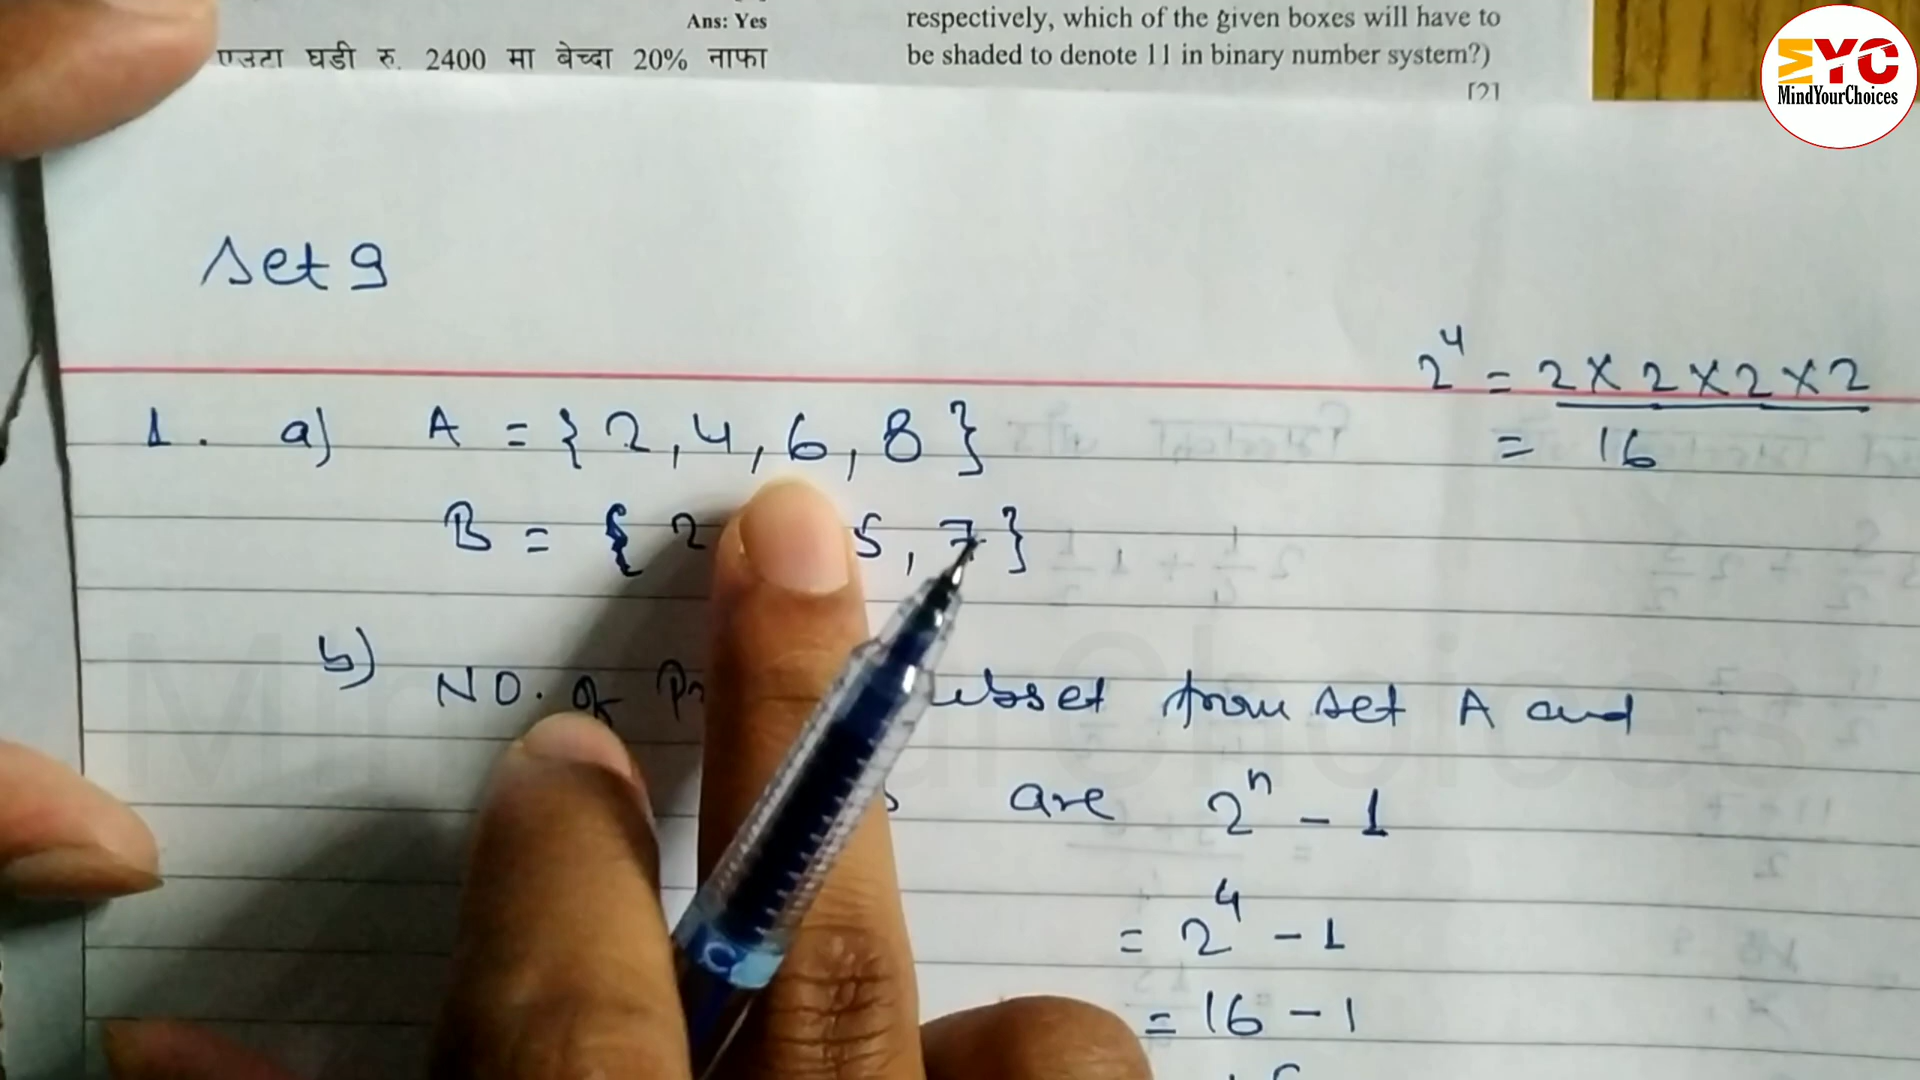 Ans: Yes
एउटा घडी रु. 2400 मा बेच्दा 20% नाफा
respectively, which of the given boxes will have to
be shaded to denote 11 in binary number system?)
[2]
MYC
MindYourChoices
Set 9
2⁴ = 2 × 2 × 2 × 2
= 16
1. a) A = {2, 4, 6, 8}
B = { 2 5, 7}
b) NO. of subset from set A and
are 2ⁿ - 1
= 2⁴ - 1
= 16 - 1